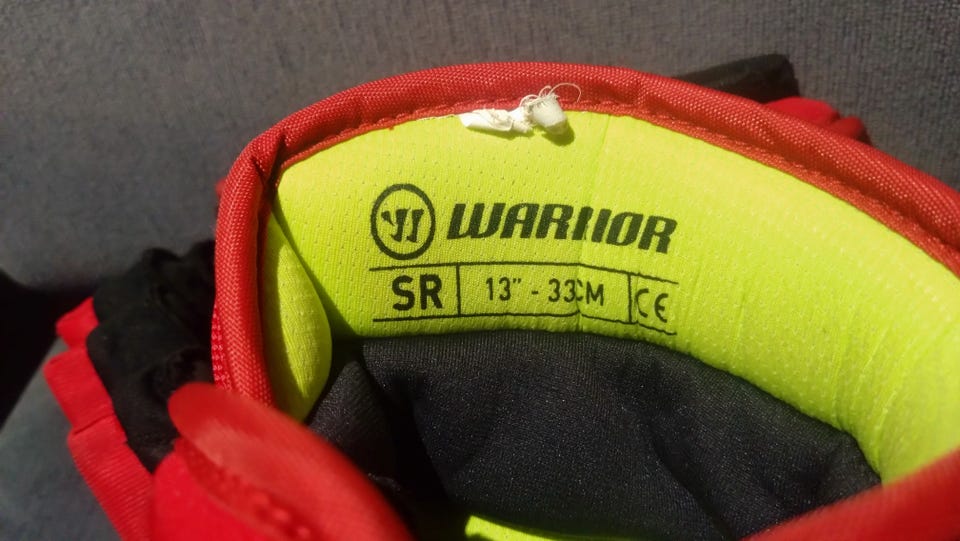 WARRIOR
SR 13" - 33CM CE